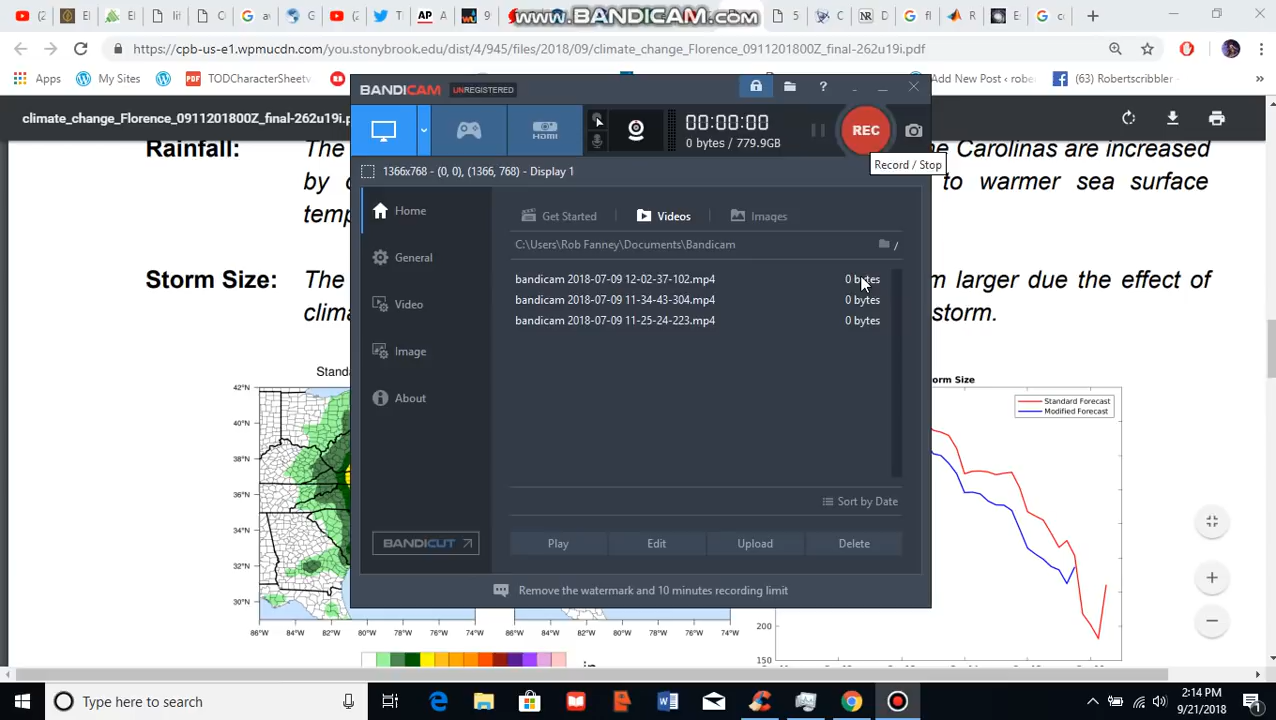 G
AP
9
www.BANDICAM.com
5
C
NR
D
G fl
A
E
G co
https://cpb-us-e1.wpmucdn.com/you.stonybrook.edu/dist/4/945/files/2018/09/climate_change_Florence_0911201800Z_final-262u19i.pdf
Apps
My Sites
TODCharacterSheetv
Add New Post ‹ robe
(63) Robertscribbler
»
BANDICAM UNREGISTERED
climate_change_Florence_0911201800Z_final-262u19i.p
HDMI
00:00:00
0 bytes / 779.9GB
REC
Record / Stop
Rainfall: The
e Carolinas are increased
by c
to warmer sea surface
temp
1366x768 - (0, 0), (1366, 768) - Display 1
Home
Get Started
Videos
Images
C:\Users\Rob Fanney\Documents\Bandicam
/
General
Storm Size: The
m larger due the effect of
clima
storm.
bandicam 2018-07-09 12-02-37-102.mp4 0 bytes
bandicam 2018-07-09 11-34-43-304.mp4 0 bytes
bandicam 2018-07-09 11-25-24-223.mp4 0 bytes
Video
Image
About
Standa
orm Size
Standard Forecast
Modified Forecast
42°N
40°N
38°N
36°N
34°N
32°N
30°N
Sort by Date
BANDICUT
Play
Edit
Upload
Delete
Remove the watermark and 10 minutes recording limit
86°W 84°W 82°W 80°W 78°W 76°W 74°W
86°W 84°W 82°W 80°W 78°W 76°W 74°W
200
150
in
Type here to search
2:14 PM
9/21/2018
1